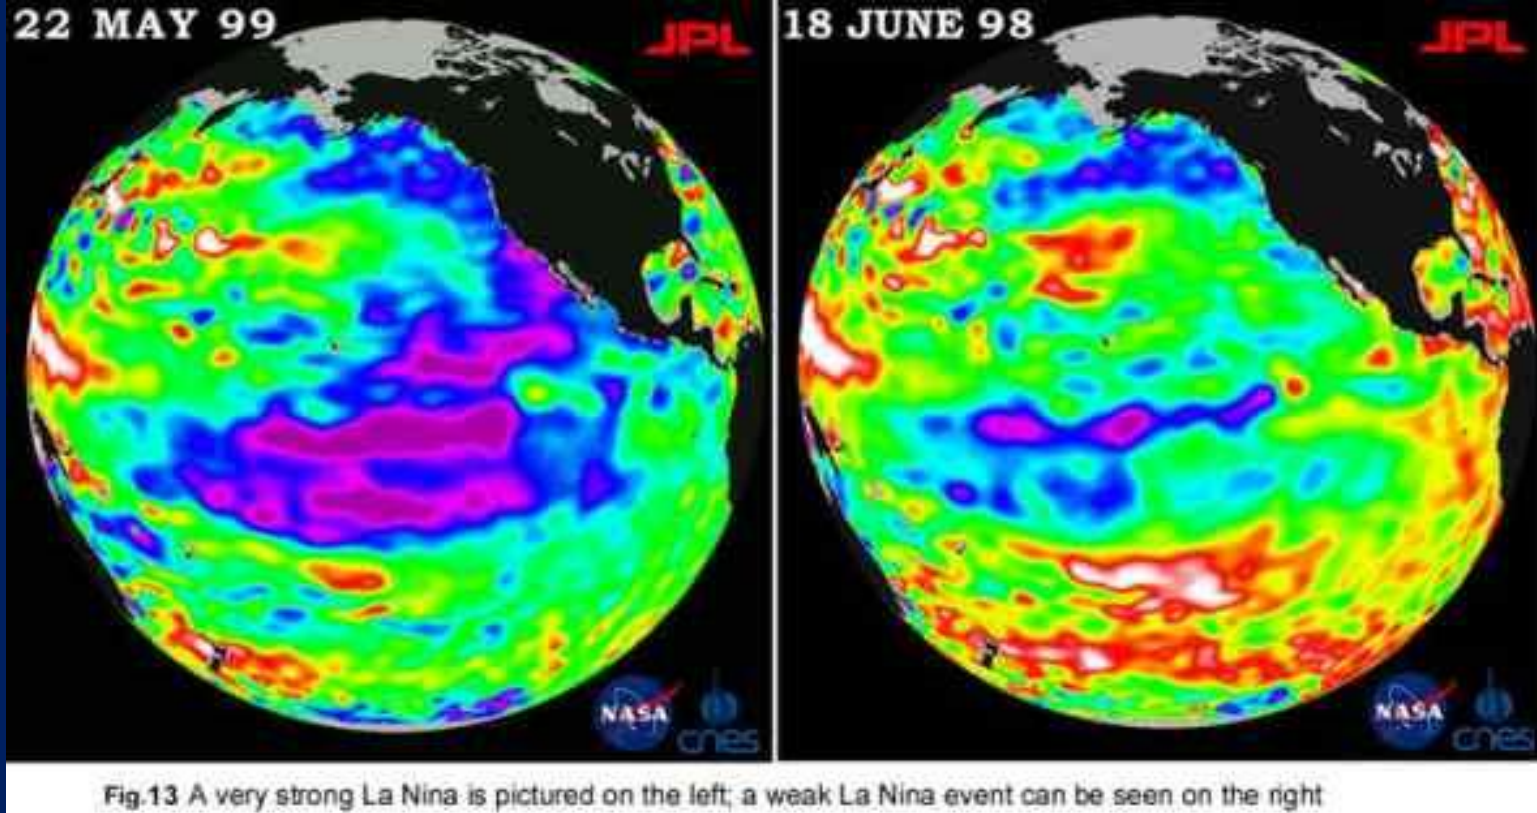 22 MAY 99
JPL
18 JUNE 98
JPL
NASA
cnes
NASA
cnes
Fig.13 A very strong La Nina is pictured on the left; a weak La Nina event can be seen on the right